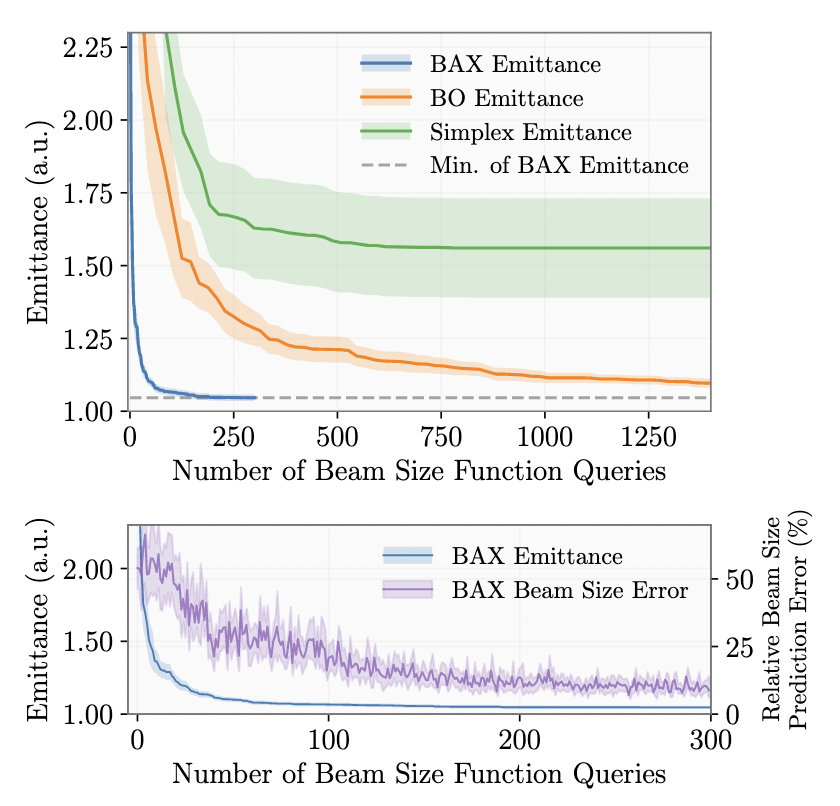 2.25
2.00
1.75
1.50
1.25
1.00
Emittance (a.u.)
BAX Emittance
BO Emittance
Simplex Emittance
Min. of BAX Emittance
0 250 500 750 1000 1250
Number of Beam Size Function Queries
2.00
1.50
1.00
Emittance (a.u.)
BAX Emittance
BAX Beam Size Error
50
25
0
Relative Beam Size
Prediction Error (%)
0 100 200 300
Number of Beam Size Function Queries